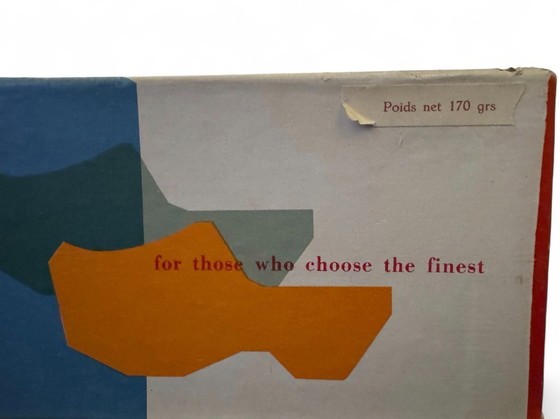 Poids net 170 grs
for those who choose the finest